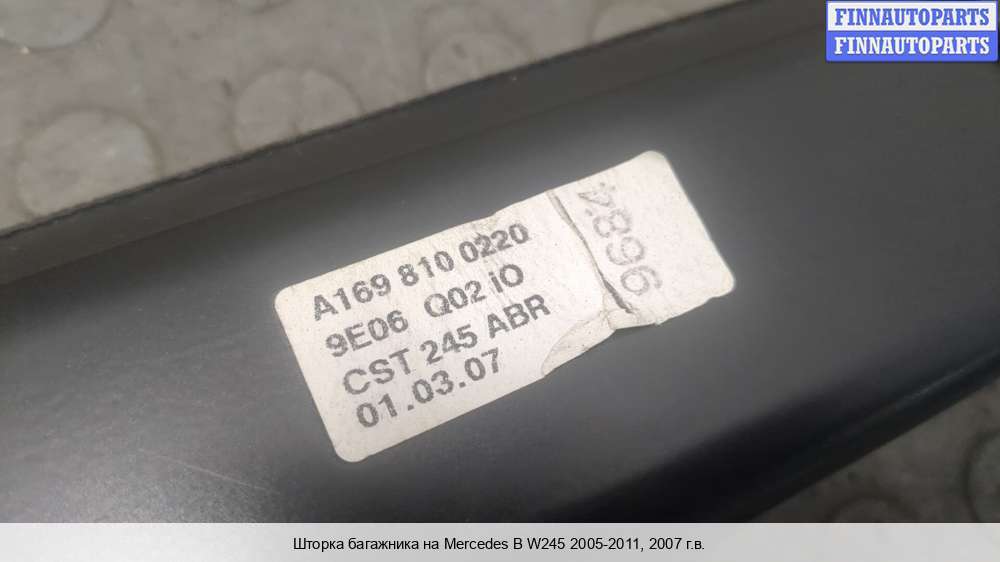 FINNAUTOPARTS
FINNAUTOPARTS
A169 810 0220
9E06 Q02 iO
CST 245 ABR
01.03.07
9684
Шторка багажника на Mercedes B W245 2005-2011, 2007 г.в.